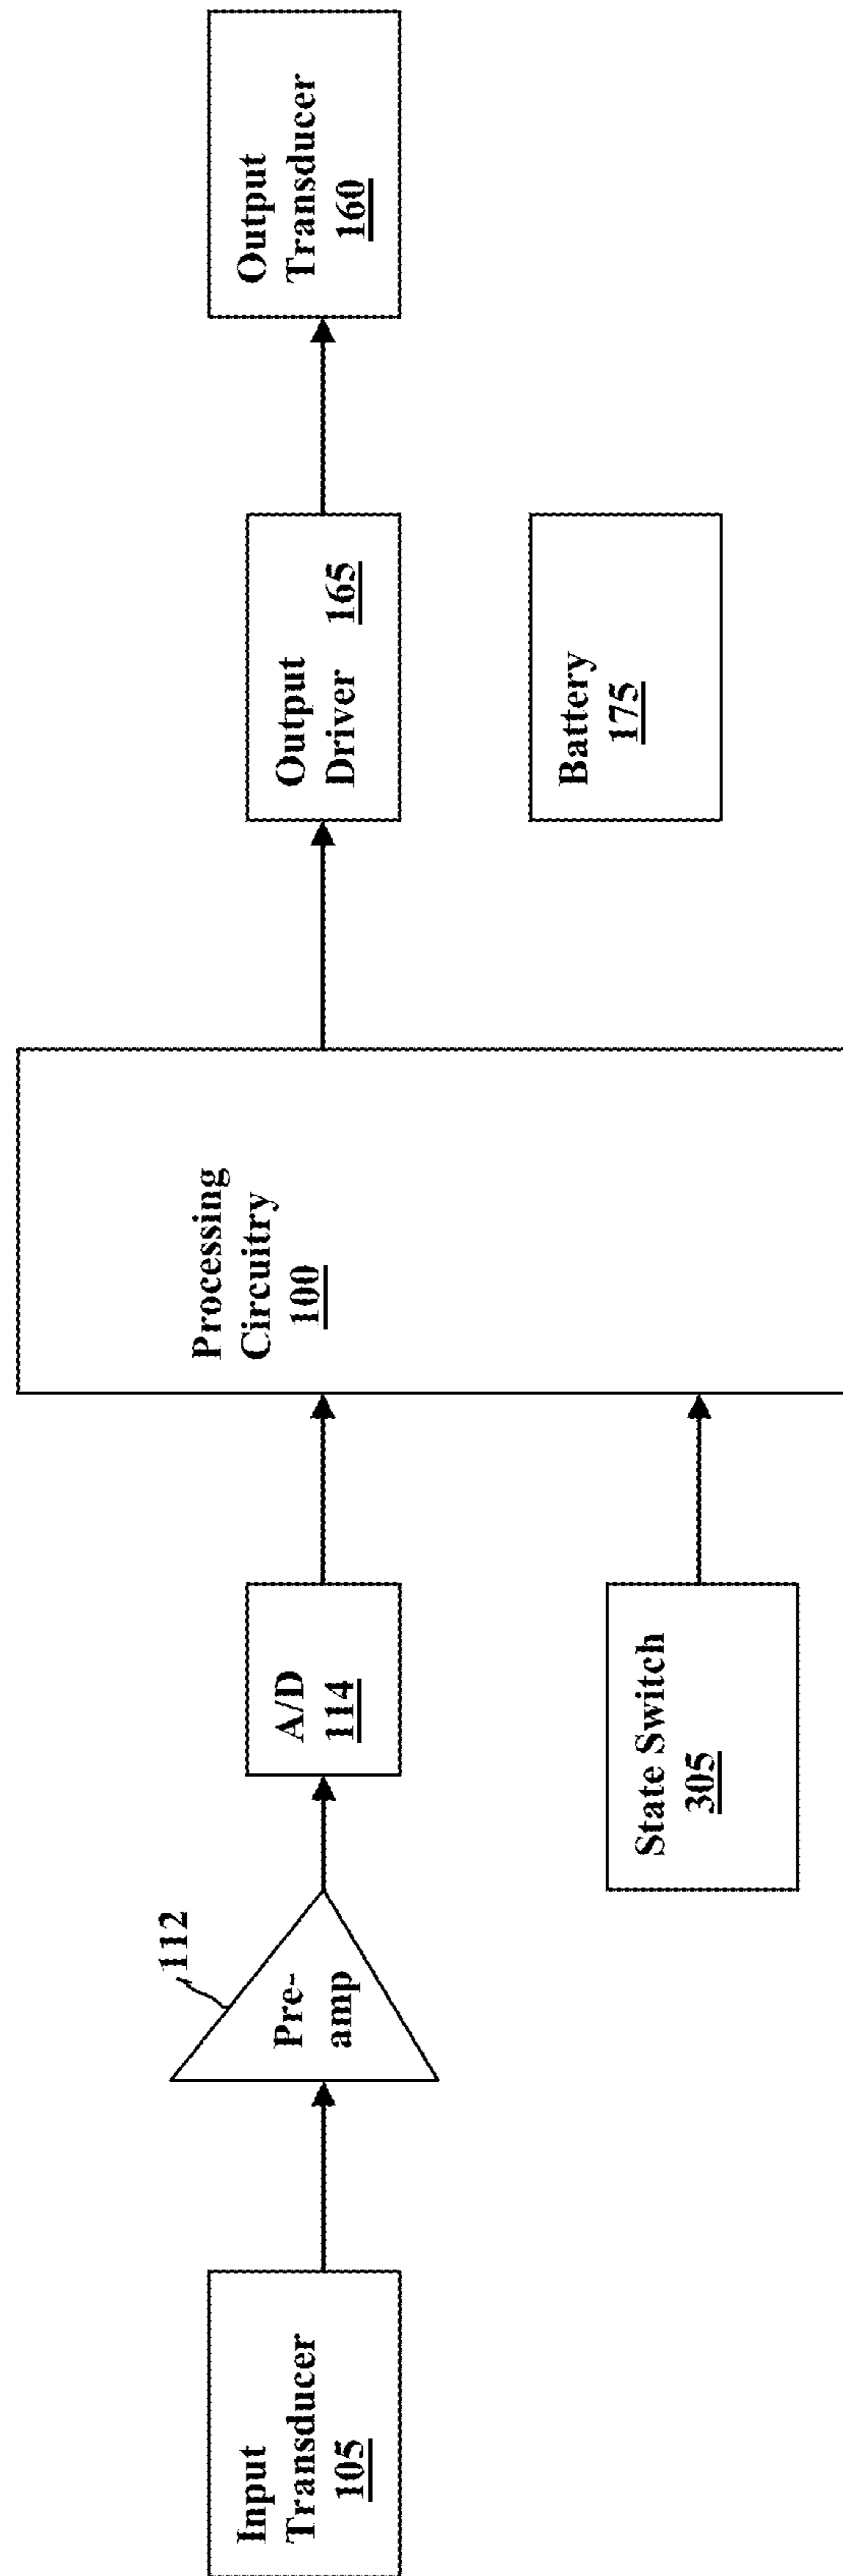 Input
Transducer
105
112
Pre-
amp
A/D
114
State Switch
305
Processing
Circuitry
100
Output
Driver 165
Battery
175
Output
Transducer
160